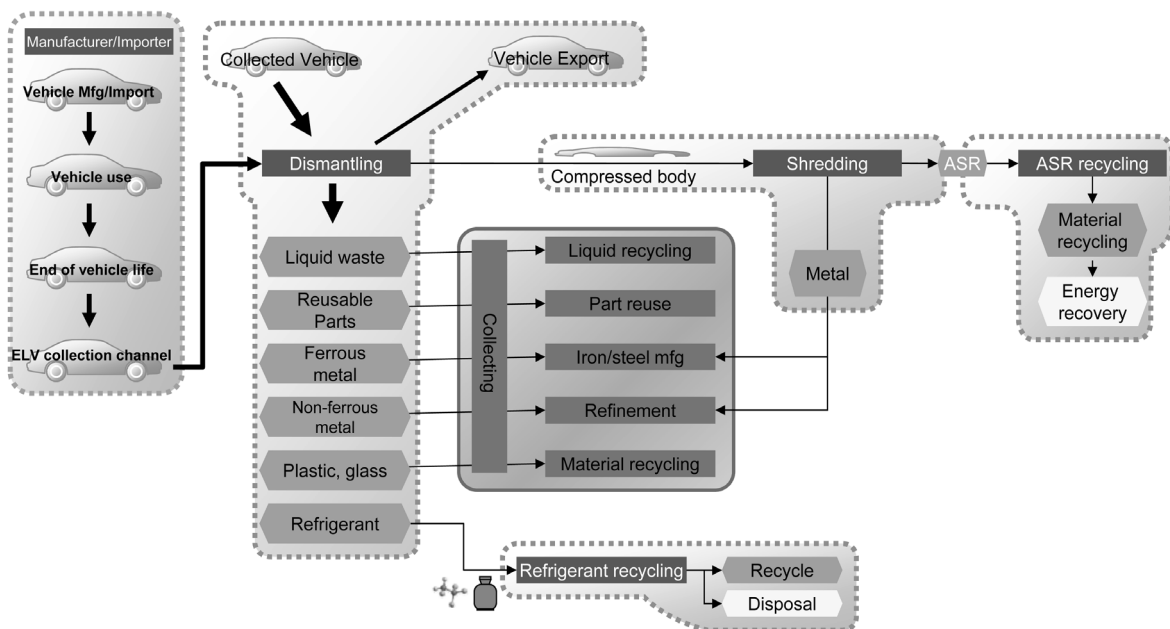 Manufacturer/Importer
Vehicle Mfg/Import
Vehicle use
End of vehicle life
ELV collection channel
Collected Vehicle
Vehicle Export
Dismantling
Compressed body
Shredding
ASR
ASR recycling
Material
recycling
Energy
recovery
Metal
Liquid waste
Reusable
Parts
Ferrous
metal
Non-ferrous
metal
Plastic, glass
Refrigerant
Collecting
Liquid recycling
Part reuse
Iron/steel mfg
Refinement
Material recycling
Refrigerant recycling
Recycle
Disposal